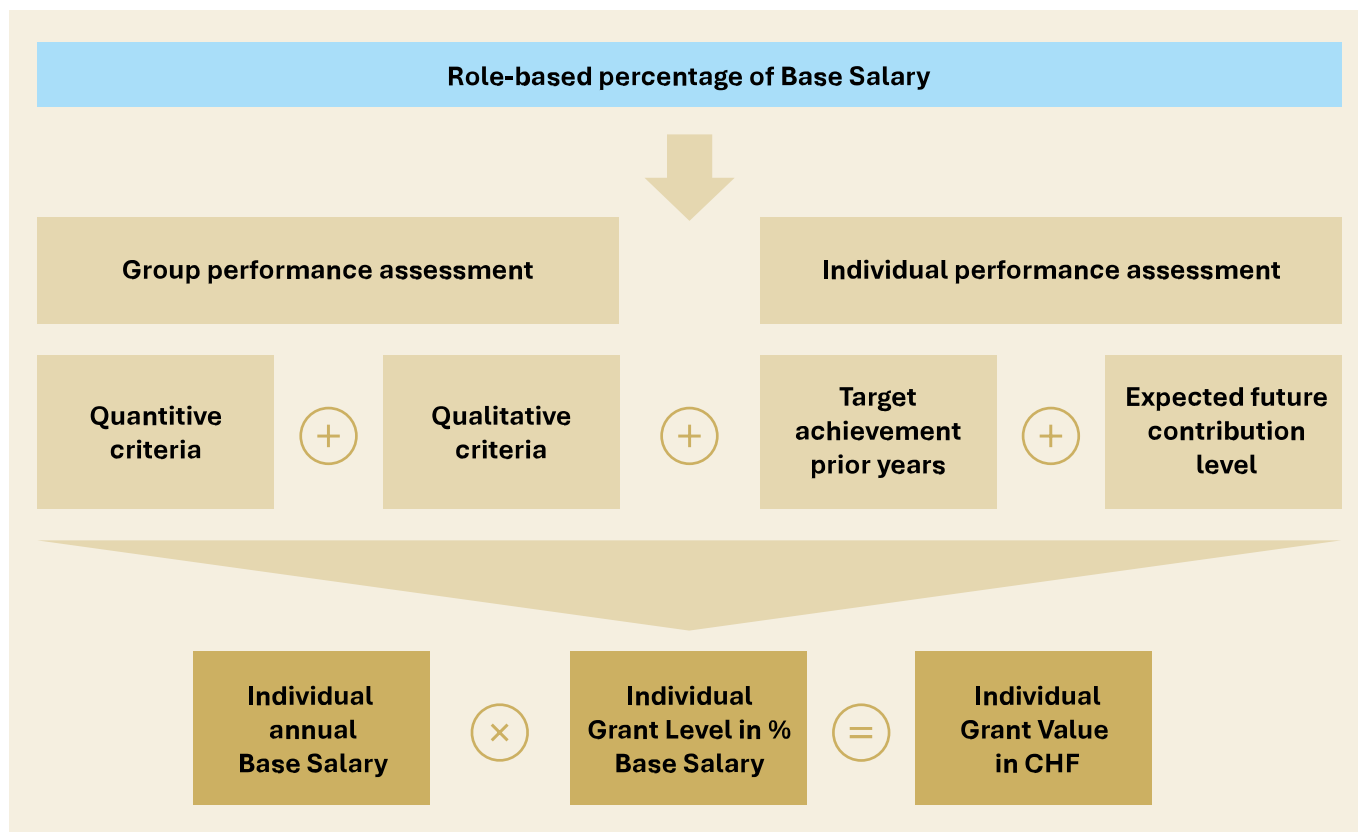 Role-based percentage of Base Salary
Group performance assessment
Individual performance assessment
Quantitive
criteria
+
Qualitative
criteria
+
Target
achievement
prior years
+
Expected future
contribution
level
Individual
annual
Base Salary
×
Individual
Grant Level in %
Base Salary
=
Individual
Grant Value
in CHF